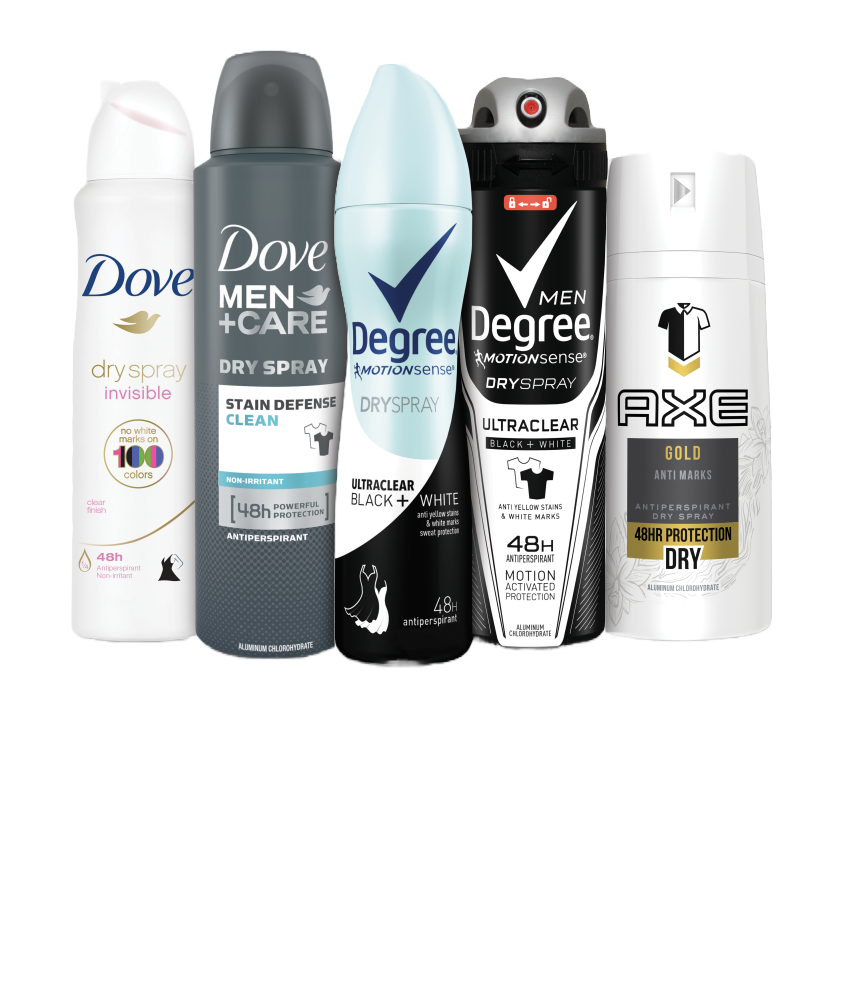 Dove
dry spray
invisible
no white
marks on
100
colors
clear
finish
48h
Antiperspirant
Non-irritant
Dove
MEN
+CARE
DRY SPRAY
STAIN DEFENSE
CLEAN
NON-IRRITANT
[48h POWERFUL
PROTECTION]
ANTIPERSPIRANT
ALUMINUM CHLOROHYDRATE
Degree
MOTIONsense®
DRYSPRAY
ULTRACLEAR
BLACK + WHITE
anti yellow stains
& white marks
sweat protection
48H
antiperspirant
MEN
Degree®
MOTIONsense®
DRYSPRAY
ULTRACLEAR
BLACK + WHITE
ANTI YELLOW STAINS
& WHITE MARKS
48H
ANTIPERSPIRANT
MOTION
ACTIVATED
PROTECTION
ALUMINUM
CHLOROHYDRATE
AXE
GOLD
ANTI MARKS
ANTIPERSPIRANT
DRY SPRAY
48HR PROTECTION
DRY
ALUMINUM CHLOROHYDRATE